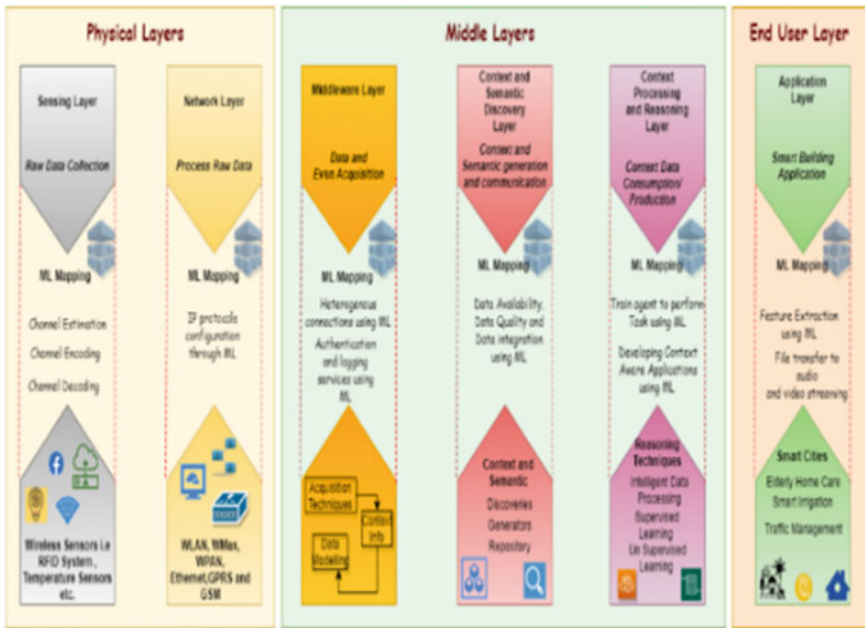 Physical Layers
Sensing Layer
Raw Data Collection
ML Mapping
Channel Estimation
Channel Encoding
Channel Decoding
Wireless Sensors i.e
RFID System ,
Temperature Sensors
etc.
Network Layer
Process Raw Data
ML Mapping
IP protocols
configuration
through ML
WLAN, WMax,
WPAN,
Ethernet,GPRS and
GSM
Middle Layers
Middleware Layer
Data and
Even Acquisition
ML Mapping
Heterogenous
connections using ML
Authentication
and logging
services using
ML
Acquisition
Techniques
Context
Info
Data
Modelling
Context and
Semantic
Discovery
Layer
Context and
Semantic generation
and communication
ML Mapping
Data Availability,
Data Quality and
Data integration
using ML
Context and
Semantic
Discoveries
Generators
Repository
Context
Processing
and Reasoning
Layer
Context Data
Consumption/
Production
ML Mapping
Train agent to perform
Task using ML
Developing Context
Aware Applications
using ML
Reasoning
Techniques
Intelligent Data
Processing
Supervised
Learning
Un Supervised
Learning
End User Layer
Application
Layer
Smart Building
Application
ML Mapping
Feature Extraction
using ML
File transfer to
audio
and video streaming
Smart Cities
Elderly Home Care
Smart Irrigation
Traffic Management